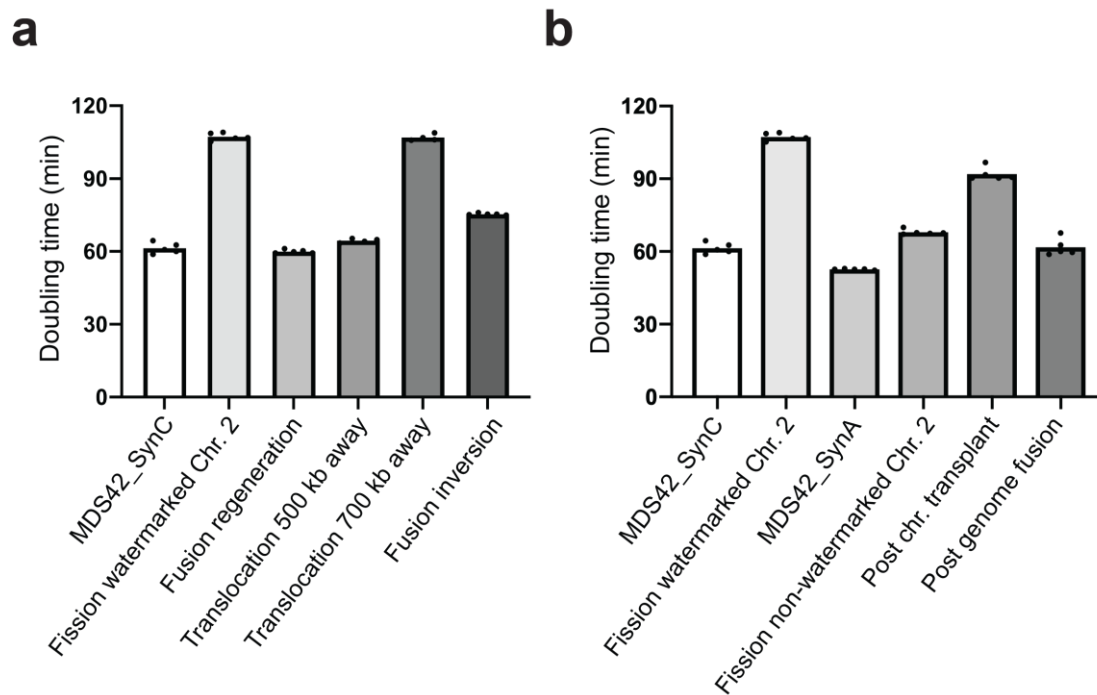 a
Doubling time (min)
120
90
60
30
0
MDS42_SynC
Fission watermarked Chr. 2
Fusion regeneration
Translocation 500 kb away
Translocation 700 kb away
Fusion inversion
b
Doubling time (min)
120
90
60
30
0
MDS42_SynC
Fission watermarked Chr. 2
MDS42_SynA
Fission non-watermarked Chr. 2
Post chr. transplant
Post genome fusion